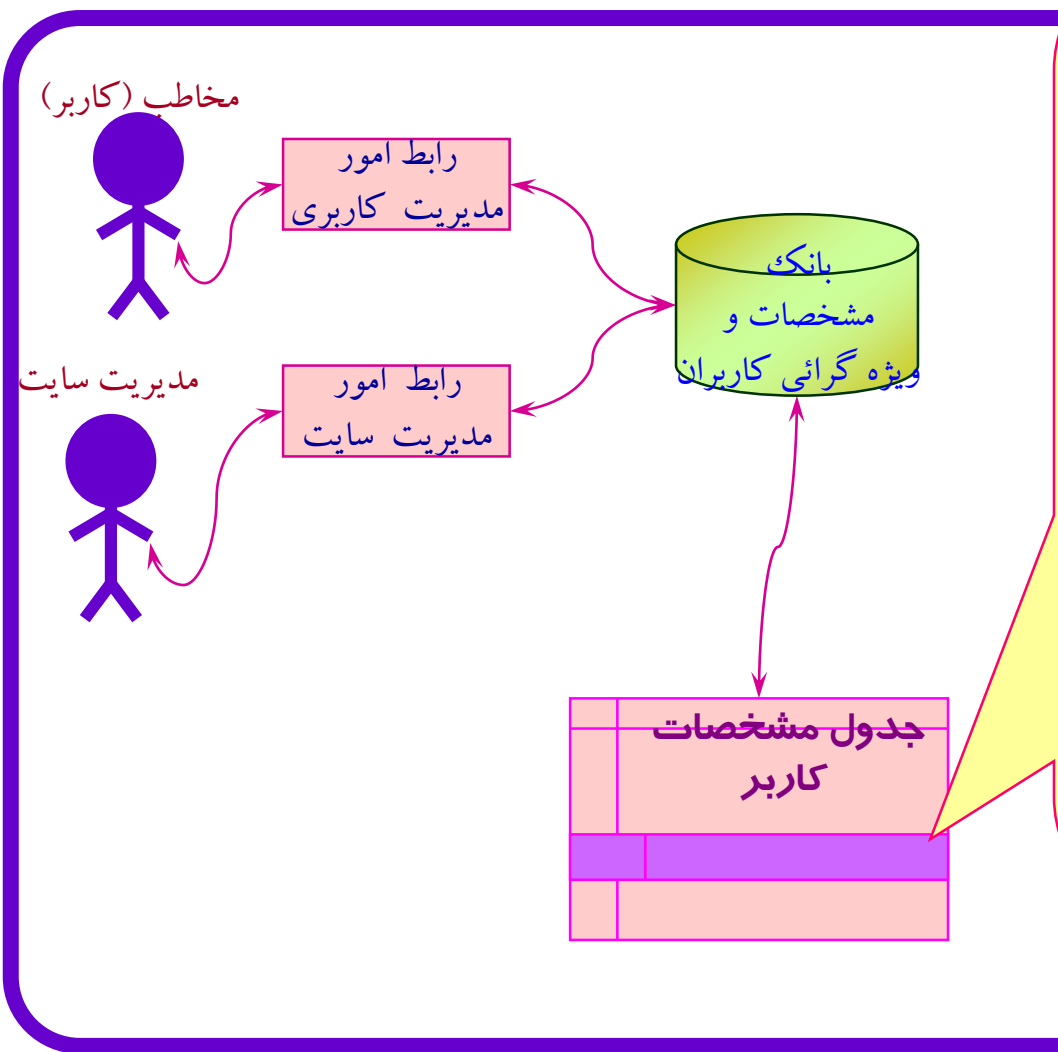 مخاطب (کاربر)
رابط امور
مدیریت کاربری
بانک
مشخصات و
ویژه گرائی کاربران
مدیریت سایت
رابط امور
مدیریت سایت
جدول مشخصات
کاربر